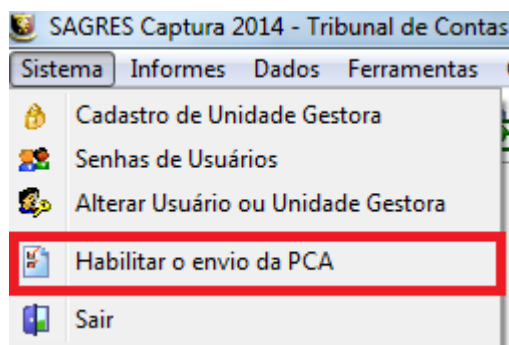 SAGRES Captura 2014 - Tribunal de Contas
Sistema Informes Dados Ferramentas
Cadastro de Unidade Gestora
Senhas de Usuários
Alterar Usuário ou Unidade Gestora
Habilitar o envio da PCA
Sair